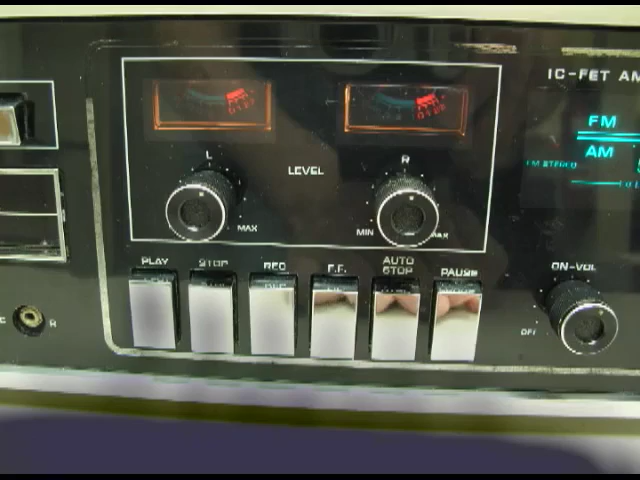 IC-FET AM
FM
AM
FM STEREO
L
R
LEVEL
MAX
MIN
MAX
PLAY
STOP
REC
F.F.
AUTO STOP
PAUSE
ON-VOL
OFF
R